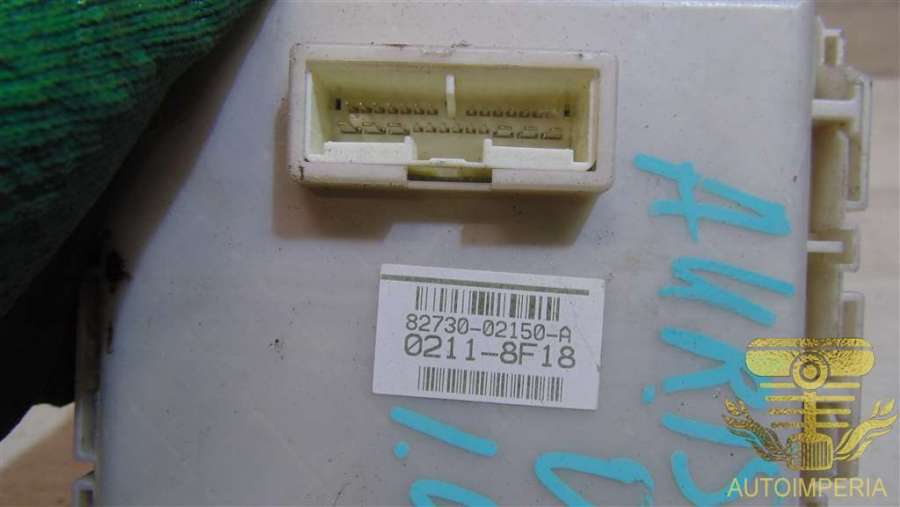 82730-02150-A
0211-8F18
AURIS
AUTOIMPERIA